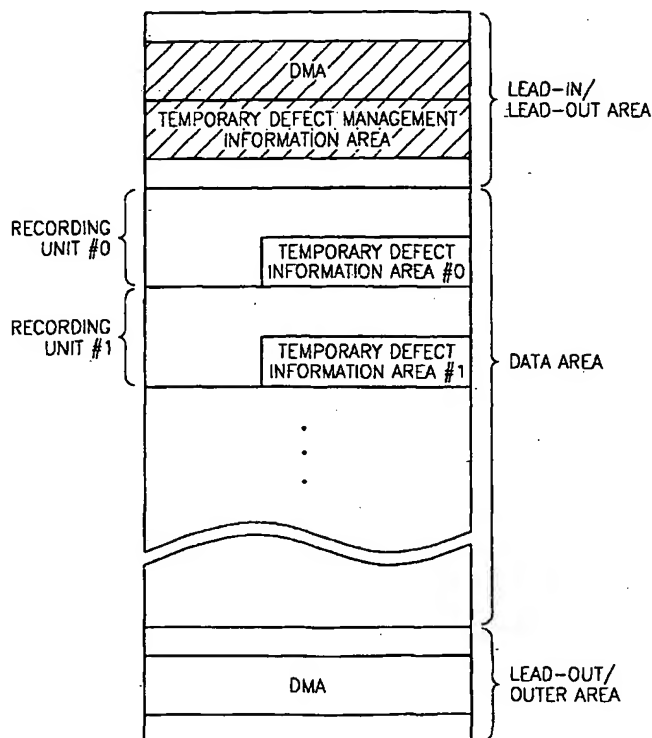 DMA
TEMPORARY DEFECT MANAGEMENT
INFORMATION AREA
LEAD-IN/
LEAD-OUT AREA
RECORDING
UNIT #0
TEMPORARY DEFECT
INFORMATION AREA #0
RECORDING
UNIT #1
TEMPORARY DEFECT
INFORMATION AREA #1
DATA AREA
DMA
LEAD-OUT/
OUTER AREA